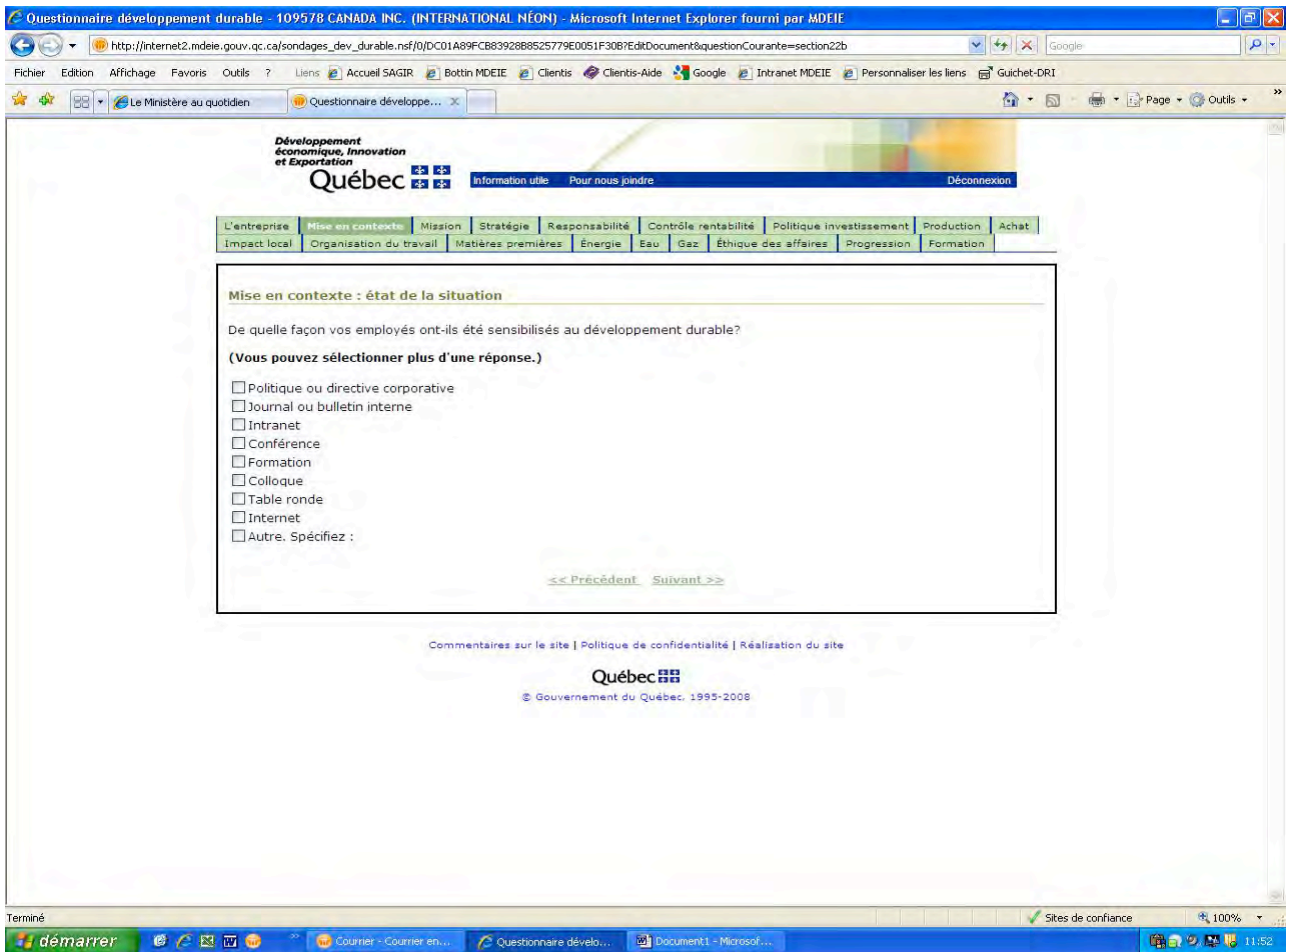 Questionnaire développement durable - 109578 CANADA INC. (INTERNATIONAL NÉON) - Microsoft Internet Explorer fourni par MDEIE
http://internet2.mdeie.gouv.qc.ca/sondages_dev_durable.nsf/0/DC01A89FCB83928B8525779E0051F30B?EditDocument&questionCourante=section22b
Google
Fichier Edition Affichage Favoris Outils ? Liens Accueil SAGIR Bottin MDEIE Clientis Clientis-Aide Google Intranet MDEIE Personnaliser les liens Guichet-DRI
Le Ministère au quotidien Questionnaire développe... Page Outils »
Développement
économique, Innovation
et Exportation
Québec
Information utile Pour nous joindre Déconnexion
L'entreprise Mise en contexte Mission Stratégie Responsabilité Contrôle rentabilité Politique investissement Production Achat
Impact local Organisation du travail Matières premières Énergie Eau Gaz Éthique des affaires Progression Formation
Mise en contexte : état de la situation
De quelle façon vos employés ont-ils été sensibilisés au développement durable?
(Vous pouvez sélectionner plus d'une réponse.)
Politique ou directive corporative
Journal ou bulletin interne
Intranet
Conférence
Formation
Colloque
Table ronde
Internet
Autre. Spécifiez :
<< Précédent Suivant >>
Commentaires sur le site | Politique de confidentialité | Réalisation du site
Québec
© Gouvernement du Québec, 1995-2008
Terminé Sites de confiance 100%
démarrer » Courrier - Courrier en... Questionnaire dévelo... Document1 - Microsof... 11:52